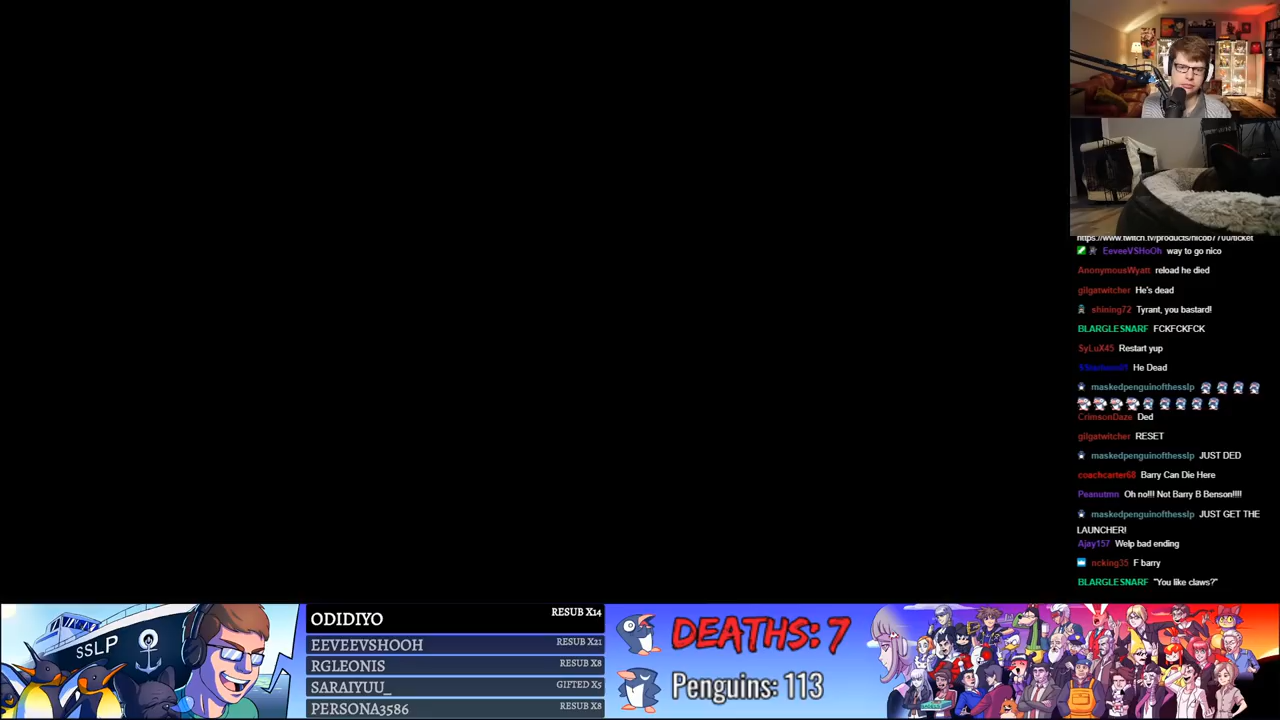 https://www.twitch.tv/products/nicob7700/ticket
EeveeVSHoOh way to go nico
AnonymousWyatt reload he died
gilgatwitcher He's dead
shining72 Tyrant, you bastard!
BLARGLESNARF FCKFCKFCK
SyLuX45 Restart yup
He Dead
maskedpenguinofthesslp
CrimsonDaze Ded
gilgatwitcher RESET
maskedpenguinofthesslp JUST DED
coachcarter68 Barry Can Die Here
Peanutmn Oh no!!! Not Barry B Benson!!!!
maskedpenguinofthesslp JUST GET THE
LAUNCHER!
Ajay157 Welp bad ending
ncking35 F barry
BLARGLESNARF "You like claws?"
SSLP
ODIDIYO RESUB X14
EEVEEVSHOOH RESUB X21
RGLEONIS RESUB X8
SARAIYUU_ GIFTED X5
PERSONA3586 RESUB X8
DEATHS: 7
Penguins: 113